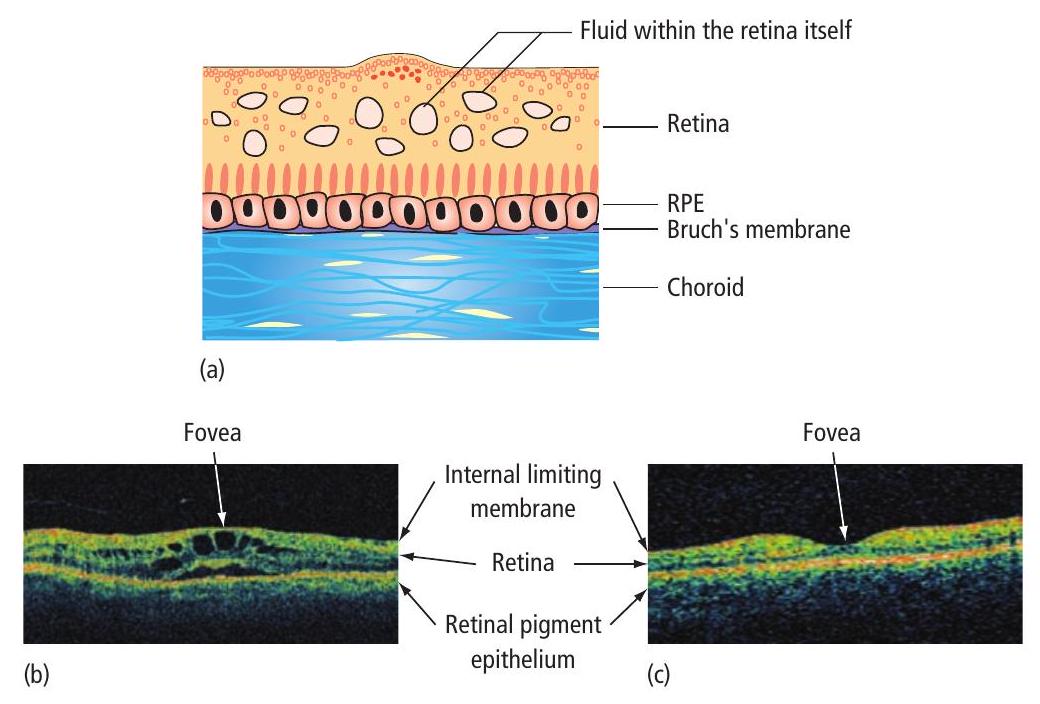 Fluid within the retina itself
Retina
RPE
Bruch's membrane
Choroid
(a)
Fovea
Fovea
Internal limiting
membrane
Retina
Retinal pigment
epithelium
(b)
(c)